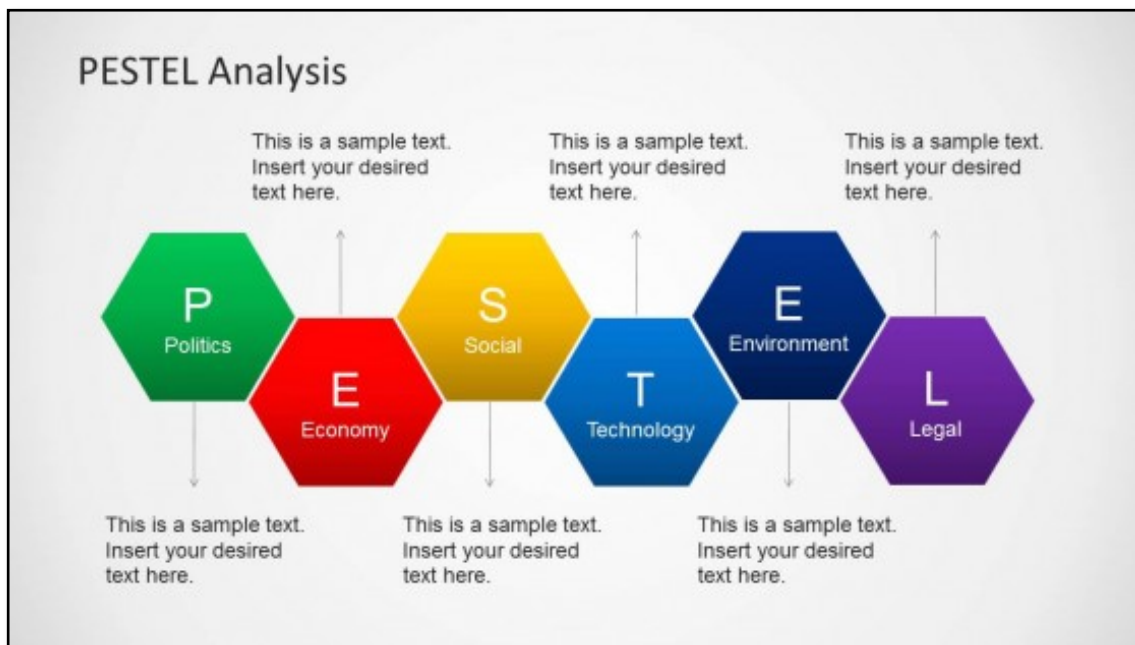 PESTEL Analysis
This is a sample text.
Insert your desired
text here.
This is a sample text.
Insert your desired
text here.
This is a sample text.
Insert your desired
text here.
P
Politics
E
Economy
S
Social
T
Technology
E
Environment
L
Legal
This is a sample text.
Insert your desired
text here.
This is a sample text.
Insert your desired
text here.
This is a sample text.
Insert your desired
text here.